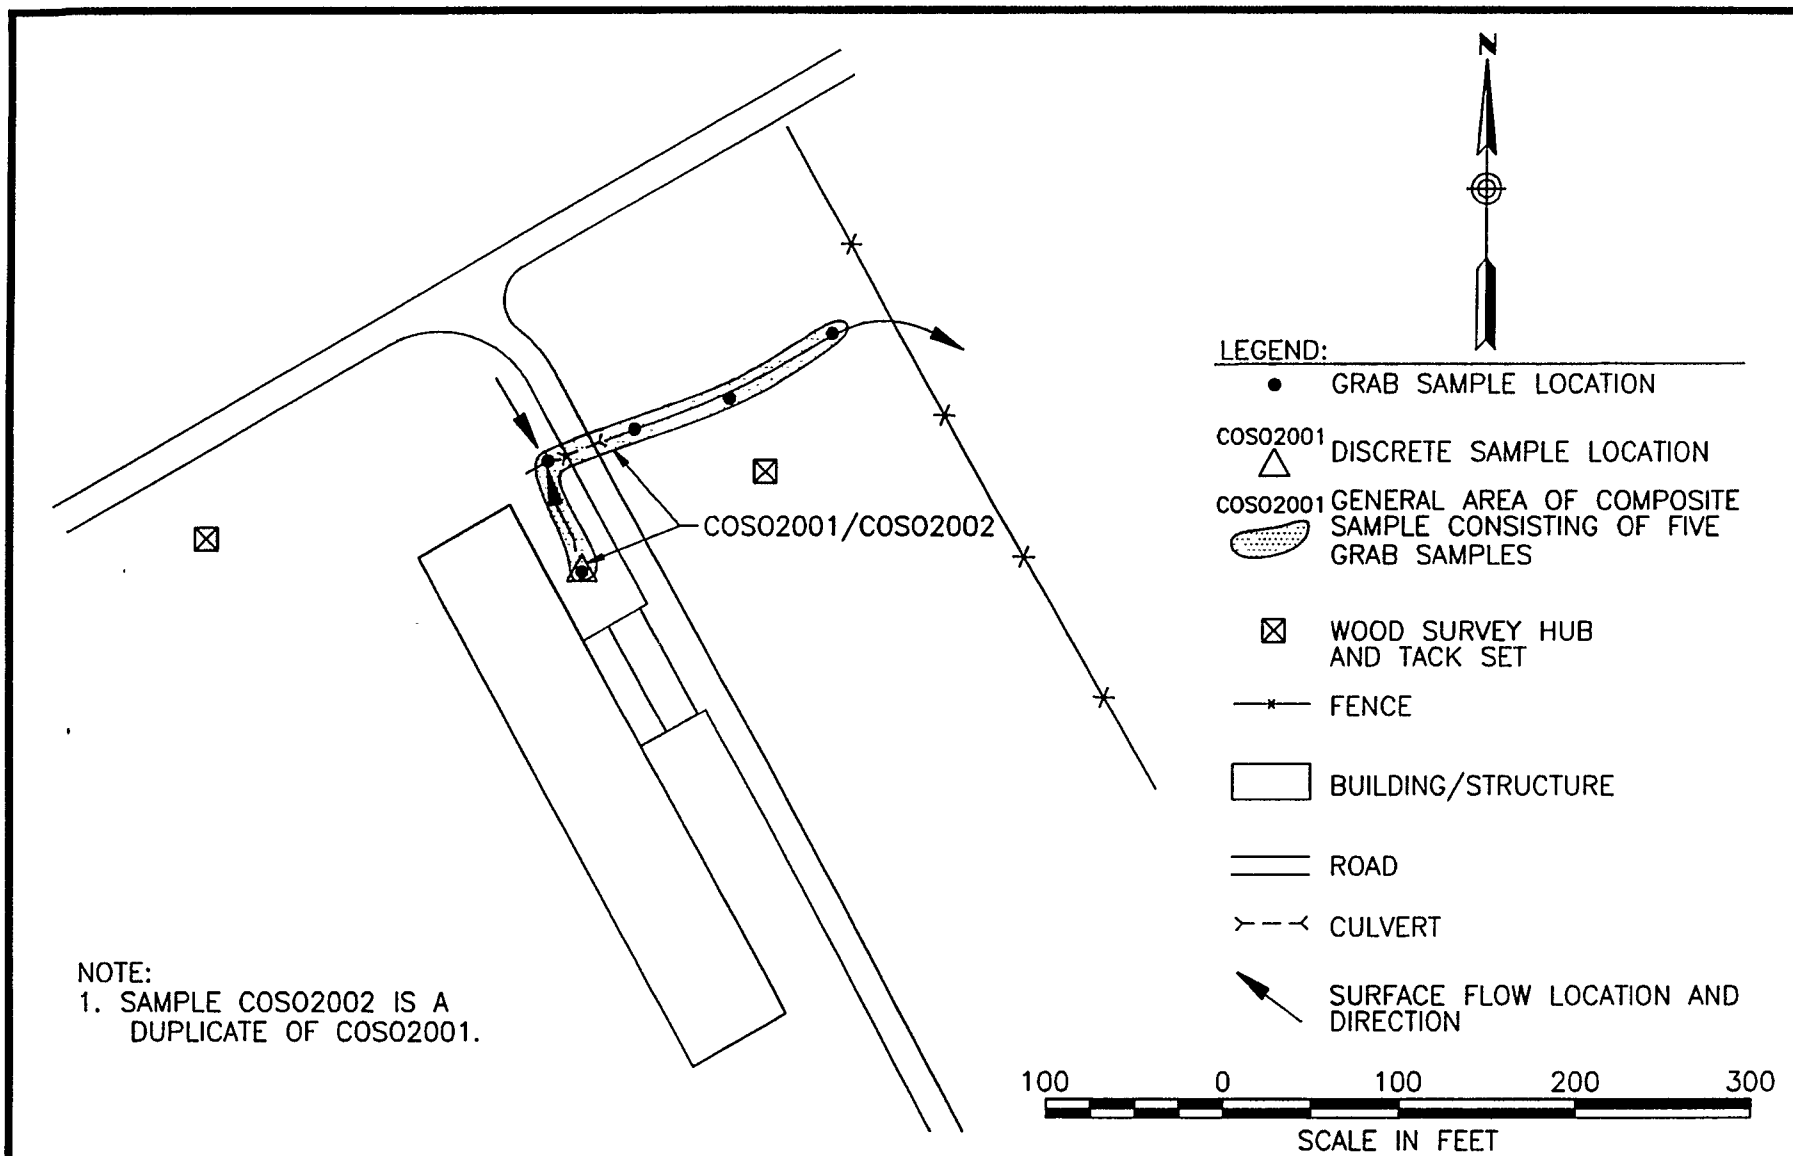 N
LEGEND:
GRAB SAMPLE LOCATION
COSO2001
DISCRETE SAMPLE LOCATION
COSO2001
GENERAL AREA OF COMPOSITE
SAMPLE CONSISTING OF FIVE
GRAB SAMPLES
WOOD SURVEY HUB
AND TACK SET
FENCE
BUILDING/STRUCTURE
ROAD
CULVERT
SURFACE FLOW LOCATION AND
DIRECTION
COSO2001/COSO2002
NOTE:
1. SAMPLE COSO2002 IS A
DUPLICATE OF COSO2001.
100 0 100 200 300
SCALE IN FEET